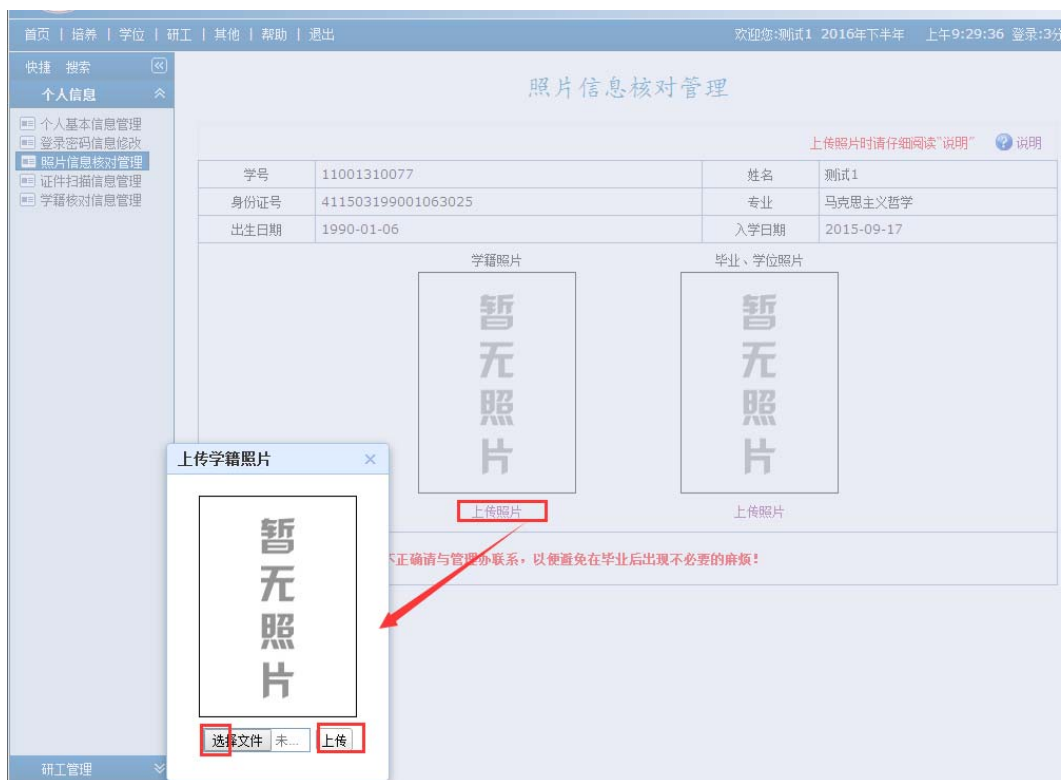 首页 | 培养 | 学位 | 研工 | 其他 | 帮助 | 退出 欢迎您:测试1 2016年下半年 上午9:29:36 登录:3分
快捷 搜索
个人信息
个人基本信息管理
登录密码信息修改
照片信息核对管理
证件扫描信息管理
学籍核对信息管理
研工管理
照片信息核对管理
上传照片时请仔细阅读"说明" 说明
学号 11001310077 姓名 测试1
身份证号 411503199001063025 专业 马克思主义哲学
出生日期 1990-01-06 入学日期 2015-09-17
学籍照片 毕业、学位照片
暂无照片 暂无照片
上传照片 上传照片
不正确请与管理办联系，以便避免在毕业后出现不必要的麻烦！
上传学籍照片 ×
暂无照片
选择文件 未... 上传